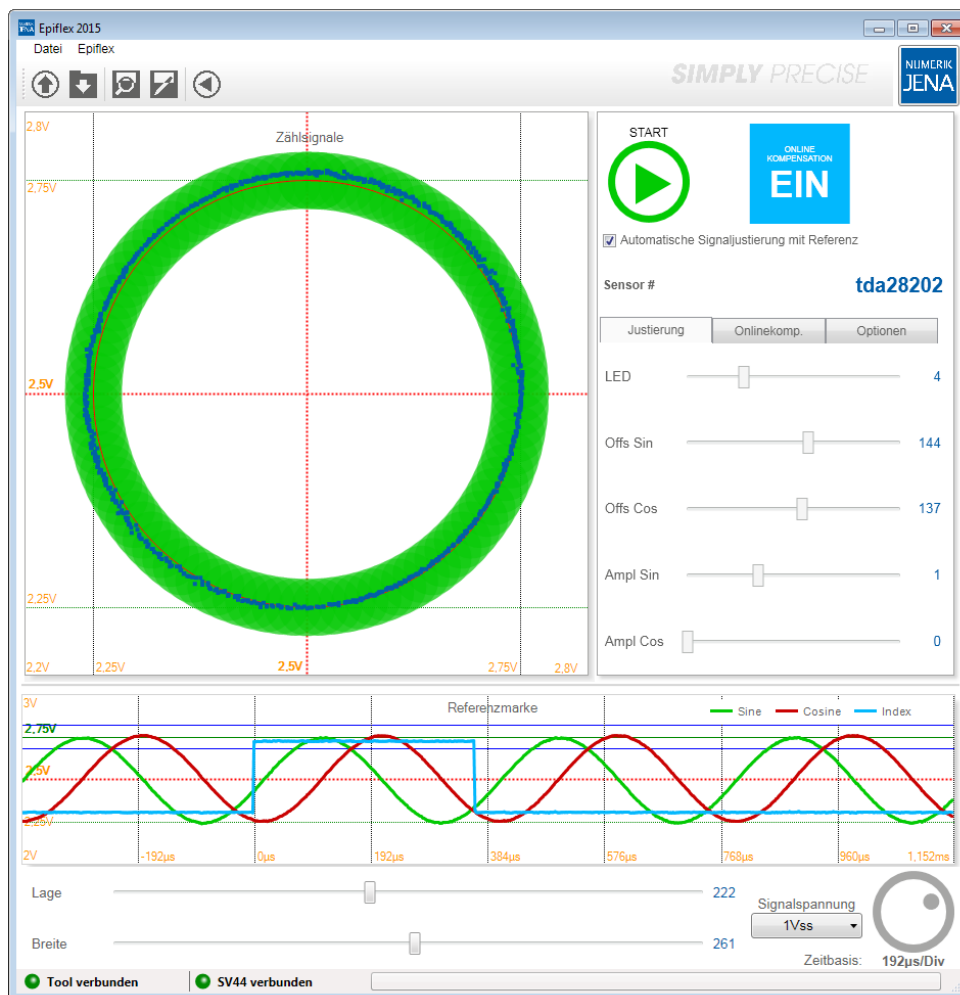 Epiflex 2015
Datei Epiflex
SIMPLY PRECISE
NUMERIK
JENA
2,8V
Zählsignale
2,75V
2,5V
2,25V
2,2V 2,25V 2,5V 2,75V 2,8V
START
ONLINE
KOMPENSATION
EIN
Automatische Signaljustierung mit Referenz
Sensor # tda28202
Justierung Onlinekomp. Optionen
LED 4
Offs Sin 144
Offs Cos 137
Ampl Sin 1
Ampl Cos 0
3V Referenzmarke Sine Cosine Index
2.75V
2.5V
2.25V
2V -192µs 0µs 192µs 384µs 576µs 768µs 960µs 1,152ms
Lage 222
Breite 261
Signalspannung
1Vss
Zeitbasis: 192µs/Div
Tool verbunden SV44 verbunden